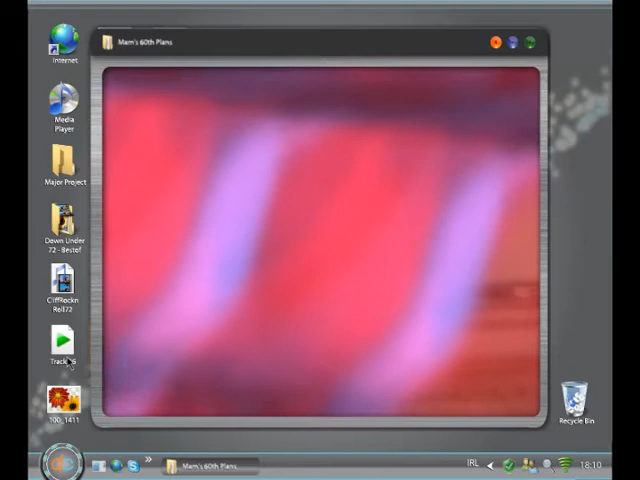 Mam's 60th Plans
Internet
Media
Player
Major Project
Down Under
72 - Bestof
CliffRockn
Roll72
100_1411
Recycle Bin
Mam's 60th Plans
IRL
18:10